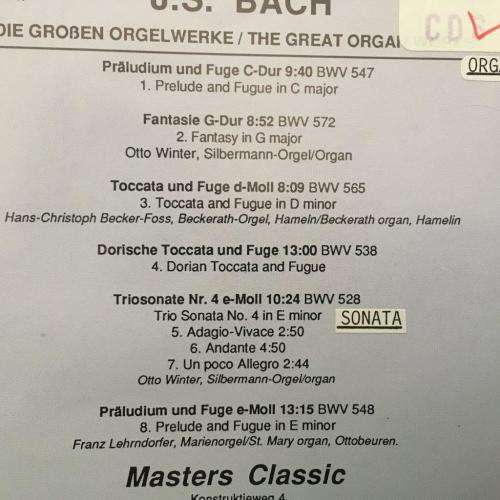 J.S. BACH
CDS
DIE GROßEN ORGELWERKE / THE GREAT ORGAN
ORG
Präludium und Fuge C-Dur 9:40 BWV 547
1. Prelude and Fugue in C major
Fantasie G-Dur 8:52 BWV 572
2. Fantasy in G major
Otto Winter, Silbermann-Orgel/Organ
Toccata und Fuge d-Moll 8:09 BWV 565
3. Toccata and Fugue in D minor
Hans-Christoph Becker-Foss, Beckerath-Orgel, Hameln/Beckerath organ, Hamelin
Dorische Toccata und Fuge 13:00 BWV 538
4. Dorian Toccata and Fugue
Triosonate Nr. 4 e-Moll 10:24 BWV 528
Trio Sonata No. 4 in E minor SONATA
5. Adagio-Vivace 2:50
6. Andante 4:50
7. Un poco Allegro 2:44
Otto Winter, Silbermann-Orgel/organ
Präludium und Fuge e-Moll 13:15 BWV 548
8. Prelude and Fugue in E minor
Franz Lehrndorfer, Marienorgel/St. Mary organ, Ottobeuren.
Masters Classic
Konstruktieweg 4